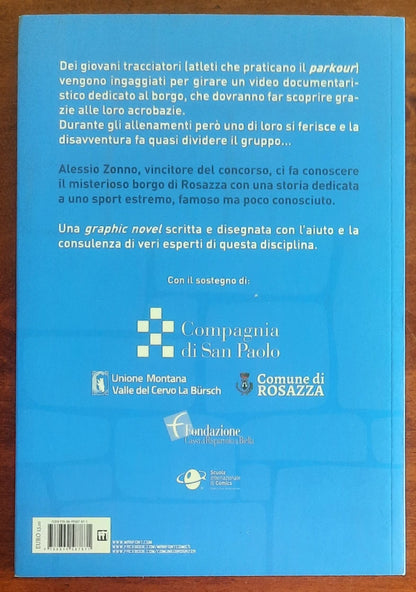 Dei giovani tracciatori (atleti che praticano il parkour)
vengono ingaggiati per girare un video documentari-
stico dedicato al borgo, che dovranno far scoprire gra-
zie alle loro acrobazie.
Durante gli allenamenti però uno di loro si ferisce e la
disavventura fa quasi dividere il gruppo...
Alessio Zonno, vincitore del concorso, ci fa conoscere
il misterioso borgo di Rosazza con una storia dedicata
a uno sport estremo, famoso ma poco conosciuto.
Una graphic novel scritta e disegnata con l'aiuto e la
consulenza di veri esperti di questa disciplina.
Con il sostegno di:
Compagnia
di San Paolo
Unione Montana
Valle del Cervo La Bürsch
Comune di
ROSAZZA
Fondazione
Cassa di Risparmio di Biella
Scuola
Internazionale
di Comics
EURO